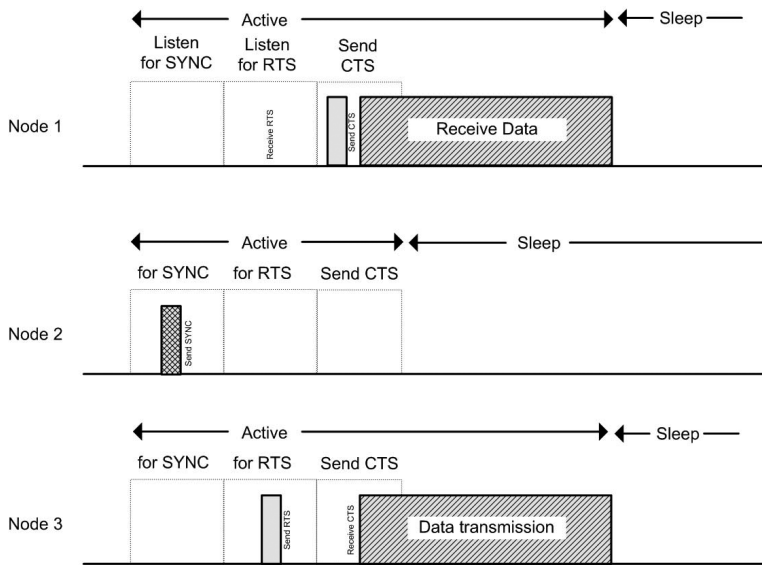 Active
Sleep
Listen
for SYNC
Listen
for RTS
Send
CTS
Node 1
Receive RTS
Send CTS
Receive Data
Active
Sleep
for SYNC
for RTS
Send CTS
Node 2
Send SYNC
Active
Sleep
for SYNC
for RTS
Send CTS
Node 3
Send RTS
Receive CTS
Data transmission